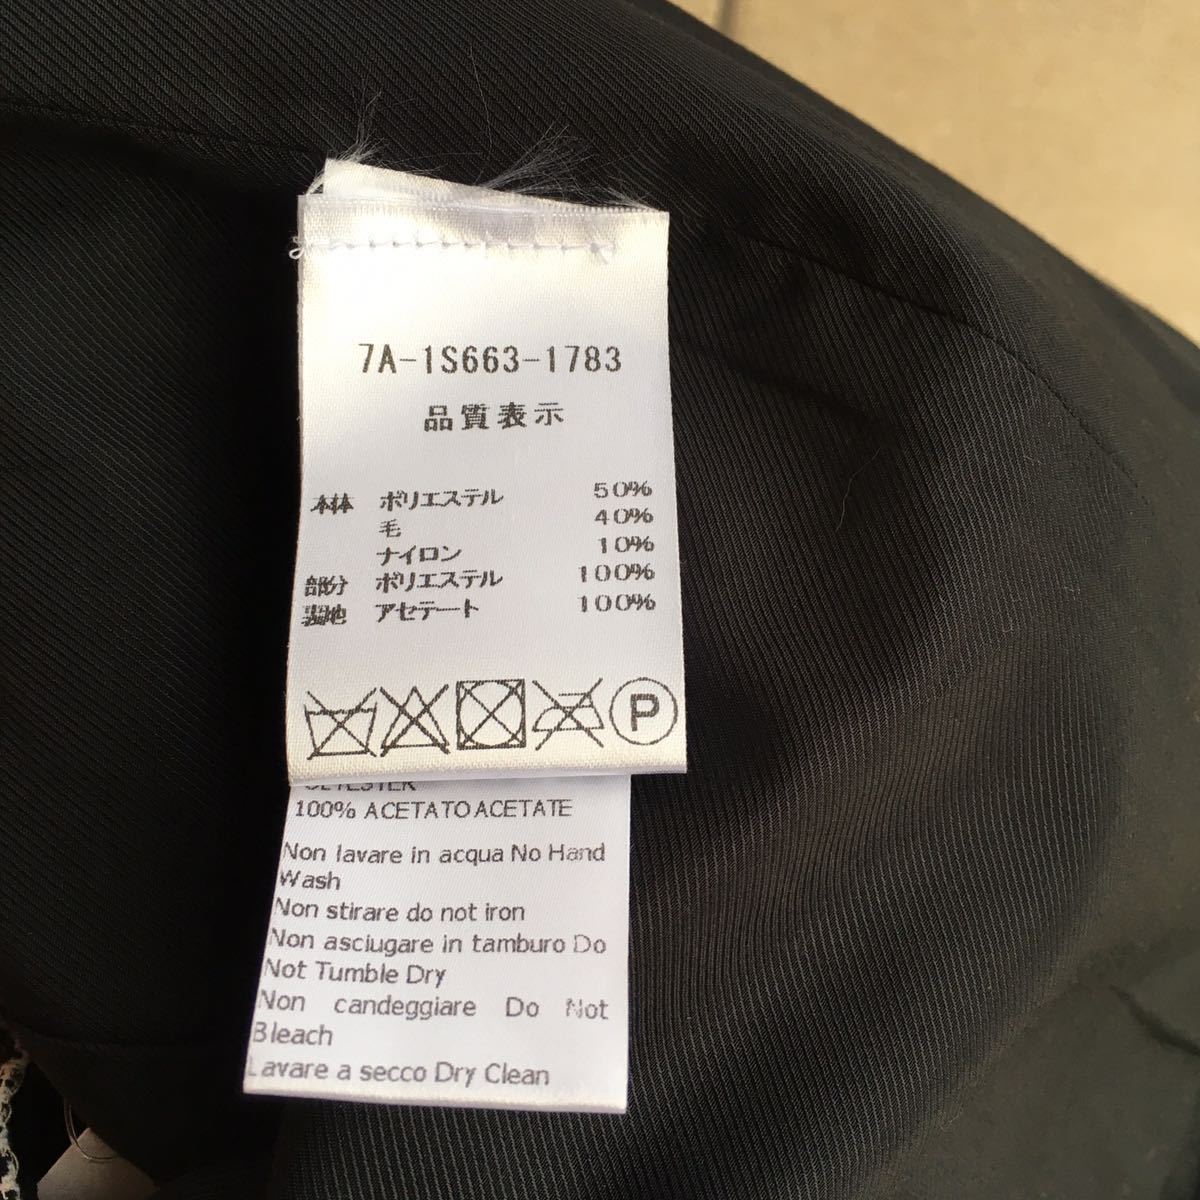 7A-1S663-1783
品質表示
本体 ポリエステル 50%
毛 40%
ナイロン 10%
部分 ポリエステル 100%
裏地 アセテート 100%
P
100% ACETATO ACETATE
Non lavare in acqua No Hand
Wash
Non stirare do not iron
Non asciugare in tamburo Do
Not Tumble Dry
Non candeggiare Do Not
Bleach
Lavare a secco Dry Clean